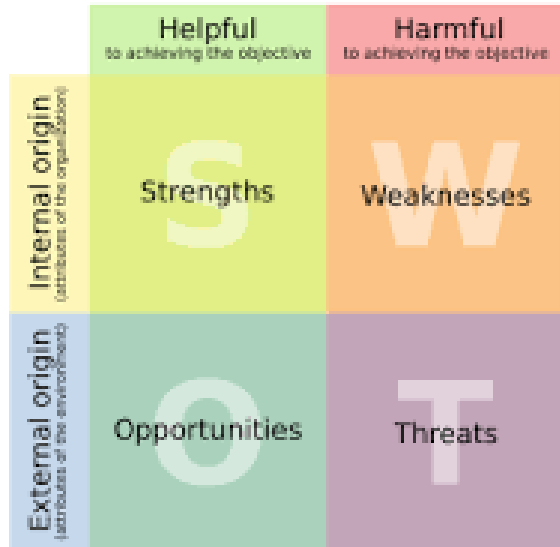 Helpful
to achieving the objective
Harmful
to achieving the objective
Internal origin
(attributes of the organization)
S
Strengths
W
Weaknesses
External origin
(attributes of the environment)
O
Opportunities
T
Threats